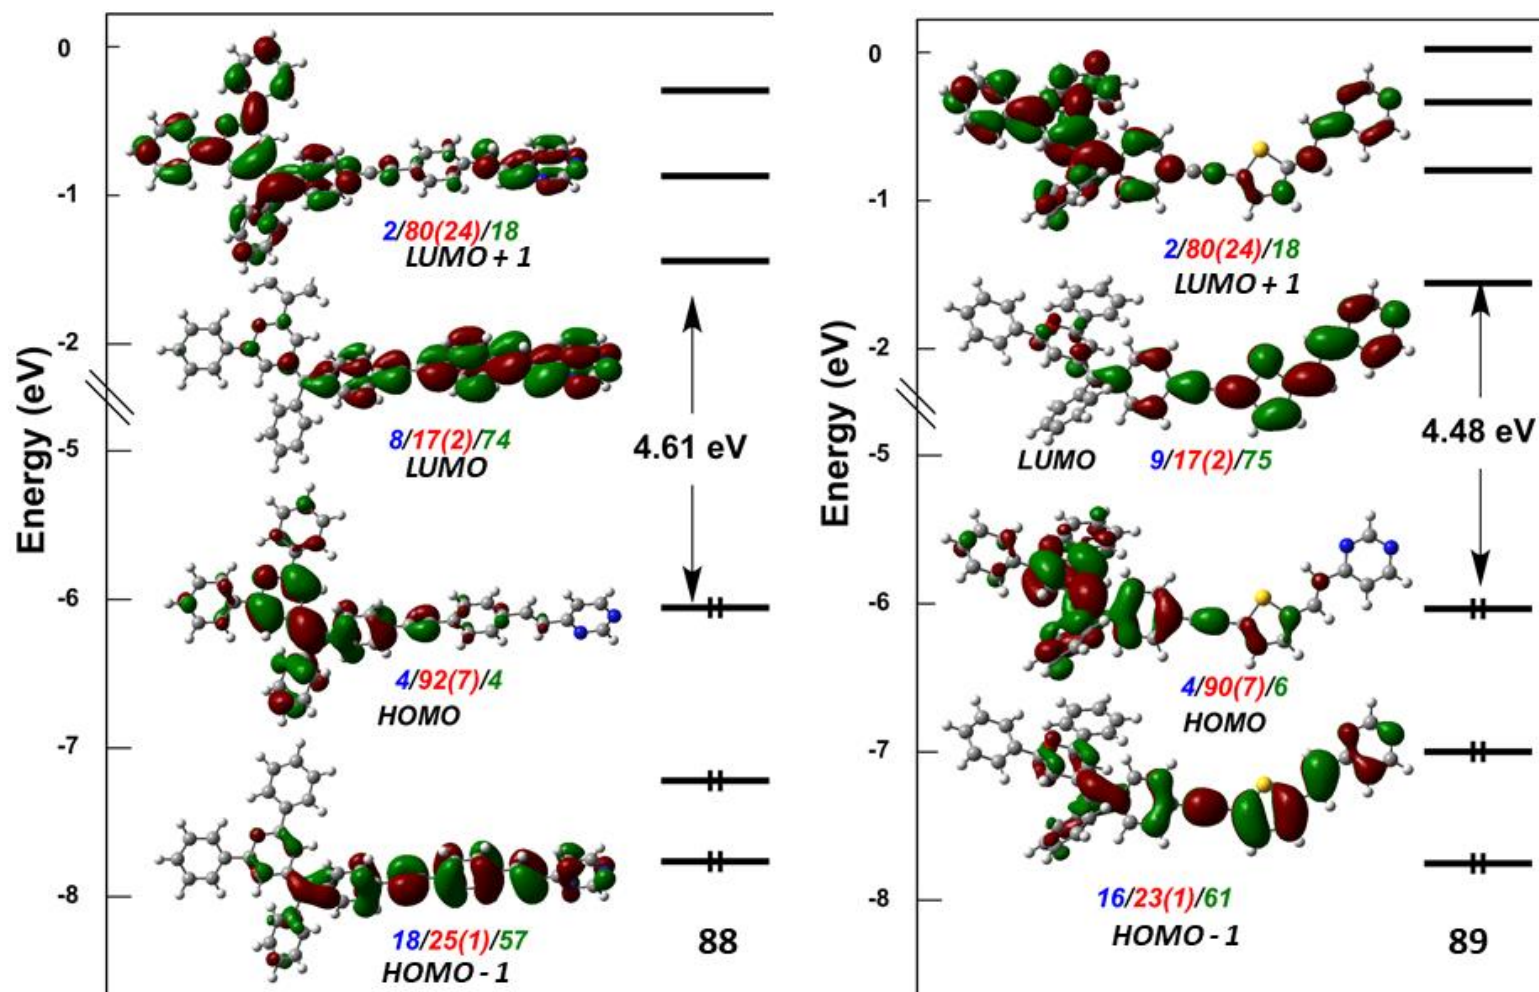 Energy (eV)
0
-1
-2
-5
-6
-7
-8
2/80(24)/18
LUMO + 1
8/17(2)/74
LUMO
4.61 eV
4/92(7)/4
HOMO
18/25(1)/57
HOMO - 1
88
Energy (eV)
0
-1
-2
-5
-6
-7
-8
2/80(24)/18
LUMO + 1
LUMO 9/17(2)/75
4.48 eV
4/90(7)/6
HOMO
16/23(1)/61
HOMO - 1
89